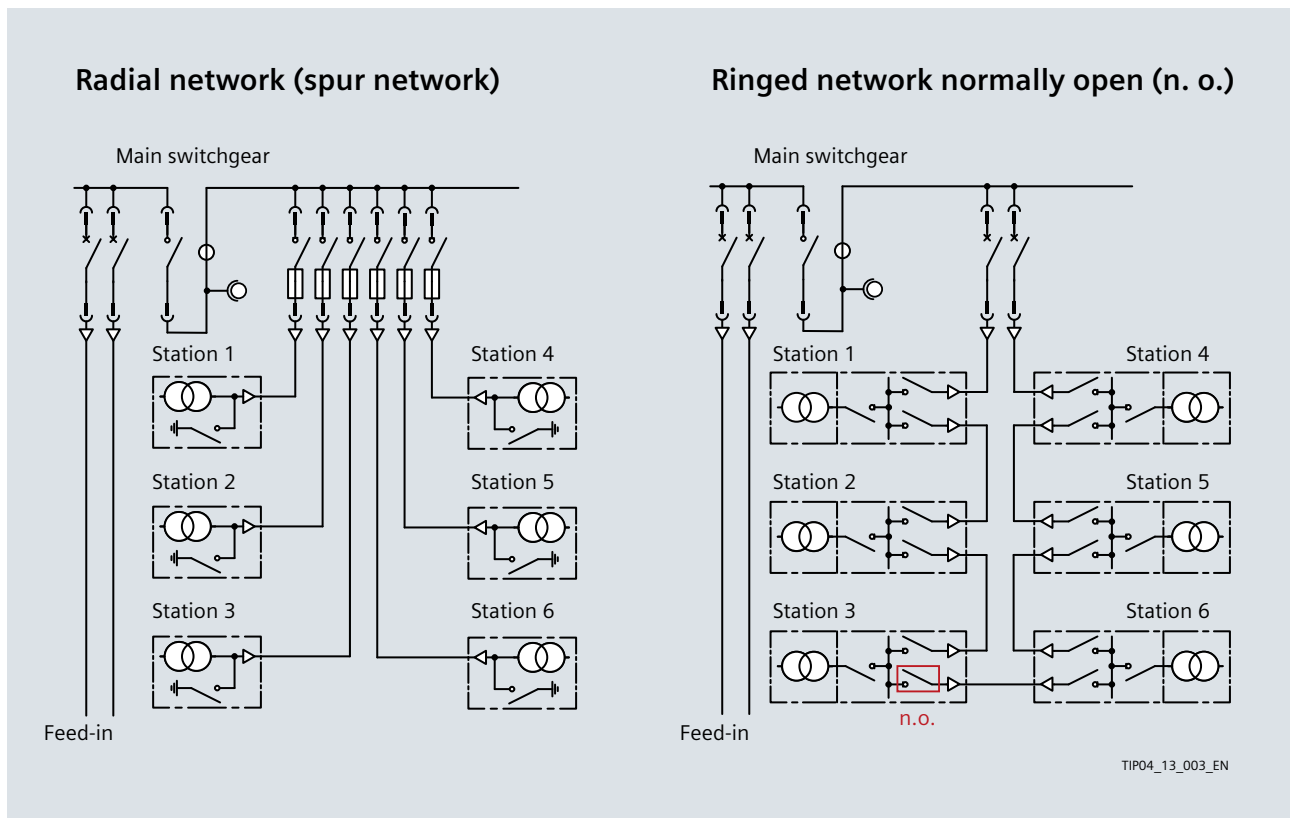 Radial network (spur network)
Main switchgear
Station 1
Station 4
Station 2
Station 5
Station 3
Station 6
Feed-in
Ringed network normally open (n. o.)
Main switchgear
Station 1
Station 4
Station 2
Station 5
Station 3
Station 6
n.o.
Feed-in
TIP04_13_003_EN